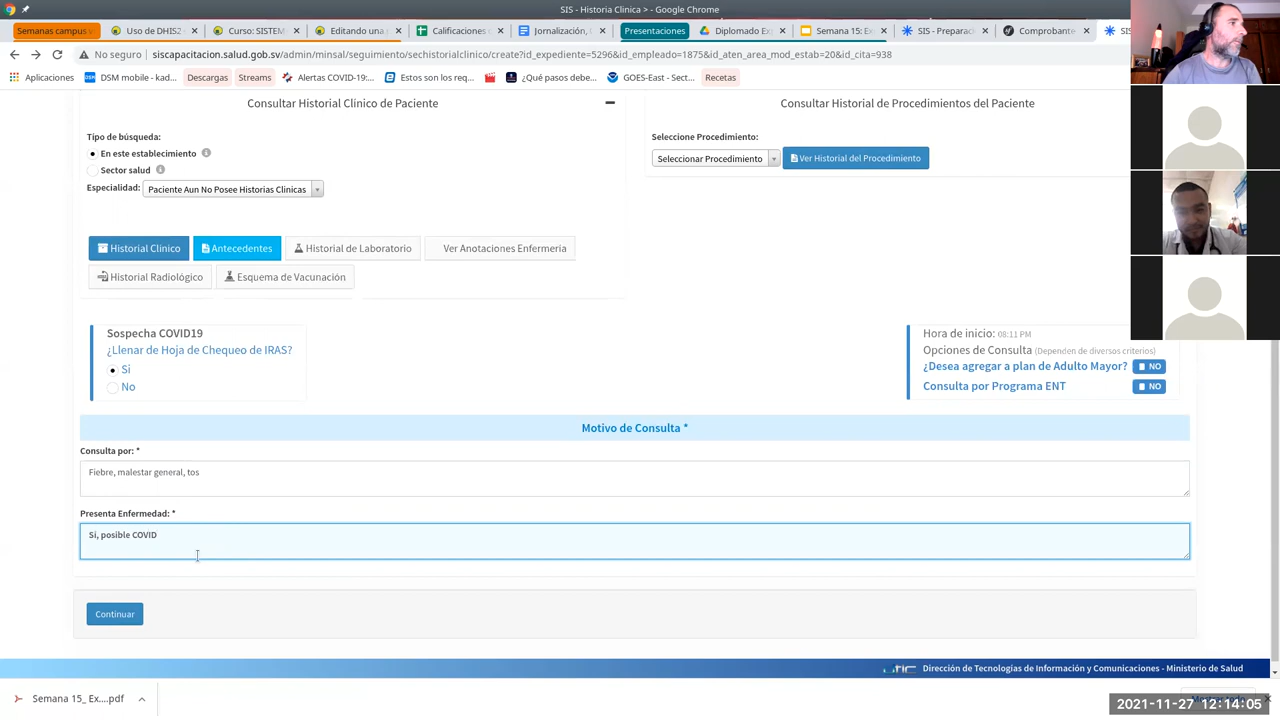 SIS - Historia Clinica > - Google Chrome
Semanas campus v
Uso de DHIS2
Curso: SISTEM
Editando una
Calificaciones
Jornalización,
Presentaciones
Diplomado Ex
Semana 15: Ex
SIS - Prepara
Comprobante
No seguro siscapacitacion.salud.gob.sv/admin/minsal/seguimiento/sechistorialclinico/create?id_expediente=5296&id_empleado=1875&id_aten_area_mod_estab=20&id_cita=938
Aplicaciones
DSM mobile - kad...
Descargas
Streams
Alertas COVID-19:...
Estos son los req...
¿Qué pasos debe...
GOES-East - Sect...
Recetas
Consultar Historial Clinico de Paciente
Consultar Historial de Procedimientos del Paciente
Tipo de búsqueda:
En este establecimiento
Sector salud
Especialidad: Paciente Aun No Posee Historias Clinicas
Seleccione Procedimiento:
Seleccionar Procedimiento Ver Historial del Procedimiento
Historial Clínico Antecedentes Historial de Laboratorio Ver Anotaciones Enfermeria
Historial Radiológico Esquema de Vacunación
Sospecha COVID19
¿Llenar de Hoja de Chequeo de IRAS?
Si
No
Hora de inicio: 08:11 PM
Opciones de Consulta (Dependen de diversos criterios)
¿Desea agregar a plan de Adulto Mayor? NO
Consulta por Programa ENT NO
Motivo de Consulta *
Consulta por: *
Fiebre, malestar general, tos
Presenta Enfermedad: *
Si, posible COVID
Continuar
Dirección de Tecnologías de Información y Comunicaciones - Ministerio de Salud
Semana 15_ Ex....pdf
2021-11-27 12:14:05